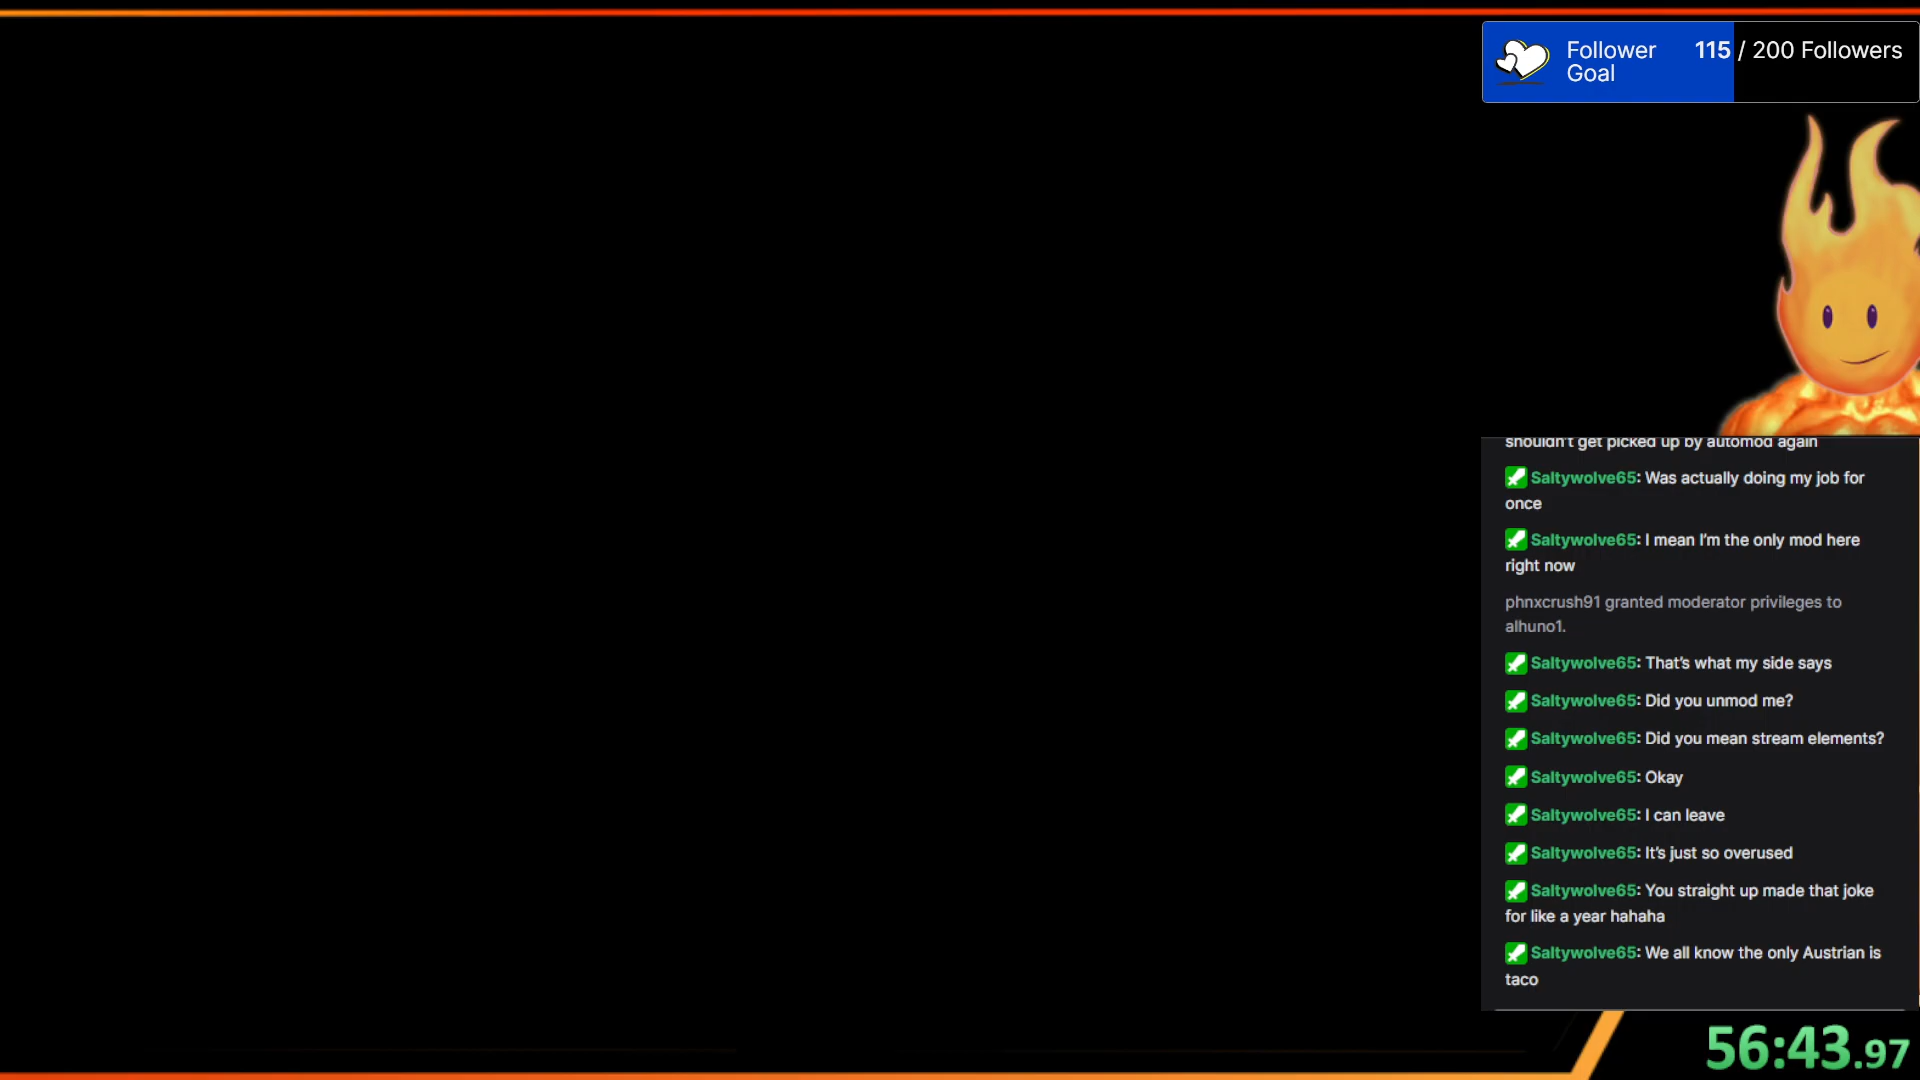 Follower Goal
115 / 200 Followers
shouldn't get picked up by automod again
Saltywolve65: Was actually doing my job for
once
Saltywolve65: I mean I'm the only mod here
right now
phnxcrush91 granted moderator privileges to
alhuno1.
Saltywolve65: That's what my side says
Saltywolve65: Did you unmod me?
Saltywolve65: Did you mean stream elements?
Saltywolve65: Okay
Saltywolve65: I can leave
Saltywolve65: It's just so overused
Saltywolve65: You straight up made that joke
for like a year hahaha
Saltywolve65: We all know the only Austrian is
taco
56:43.97